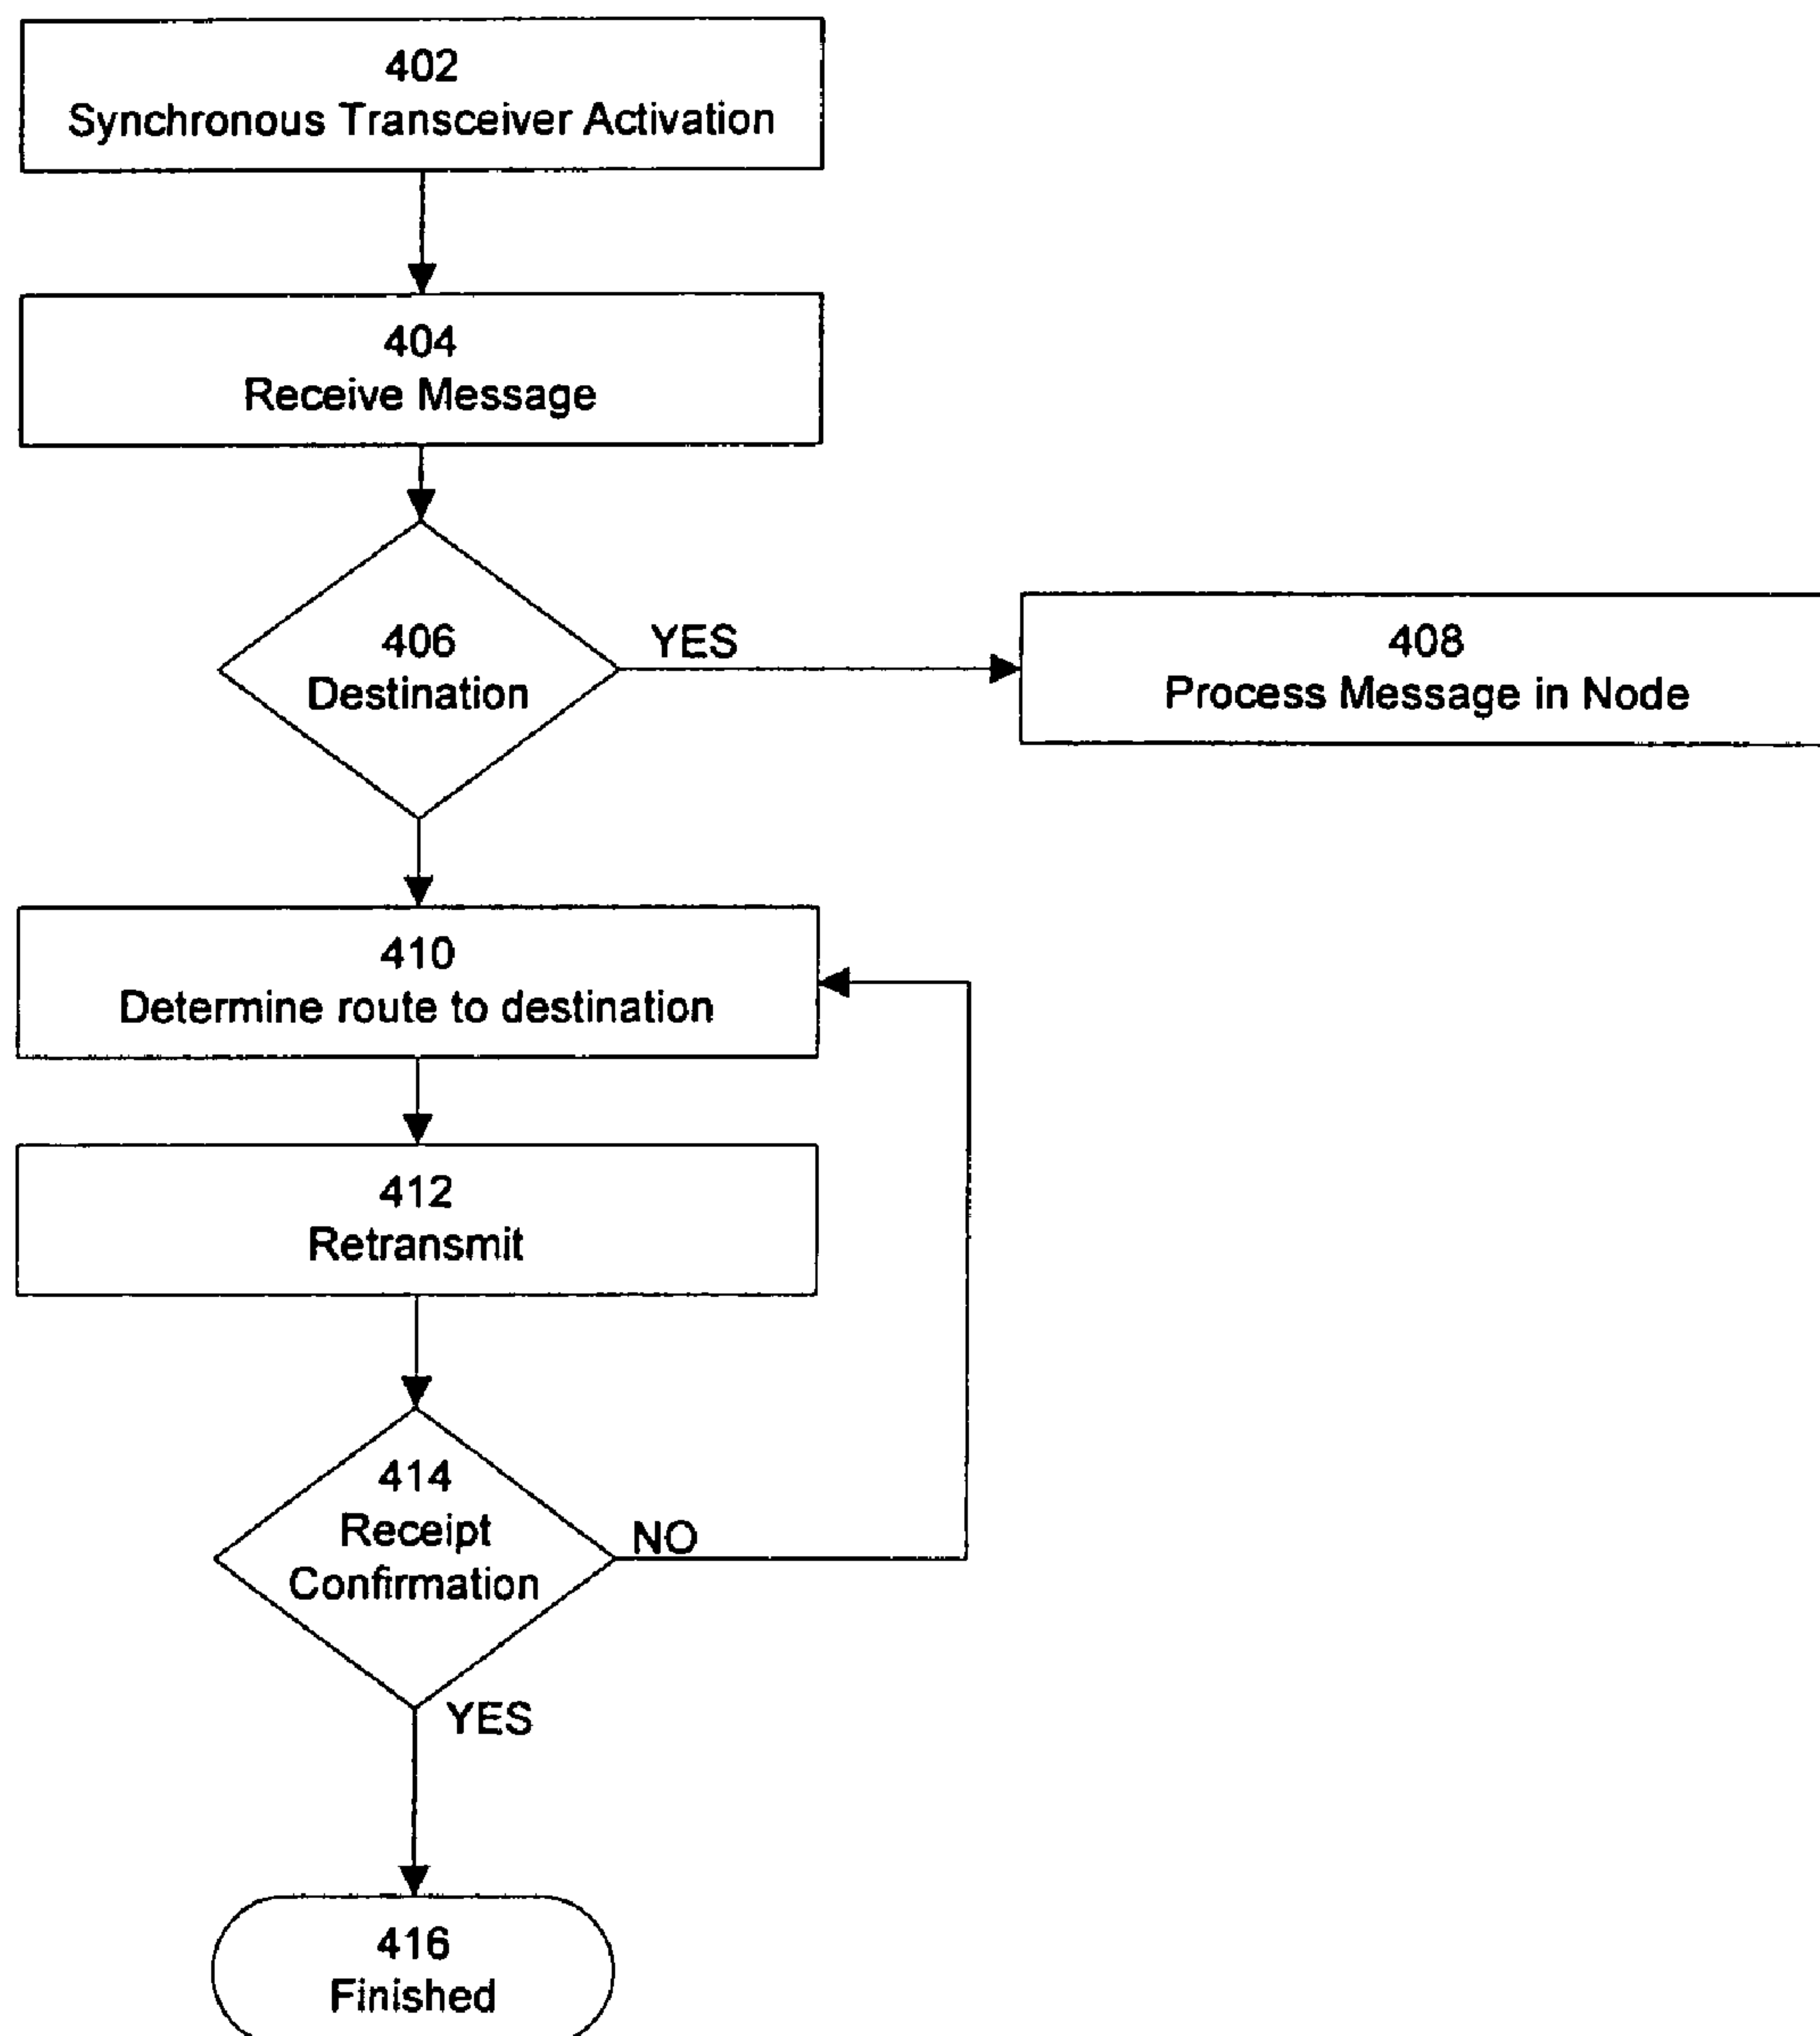 402
Synchronous Transceiver Activation
404
Receive Message
406
Destination
YES
408
Process Message in Node
410
Determine route to destination
412
Retransmit
414
Receipt
Confirmation
NO
YES
416
Finished